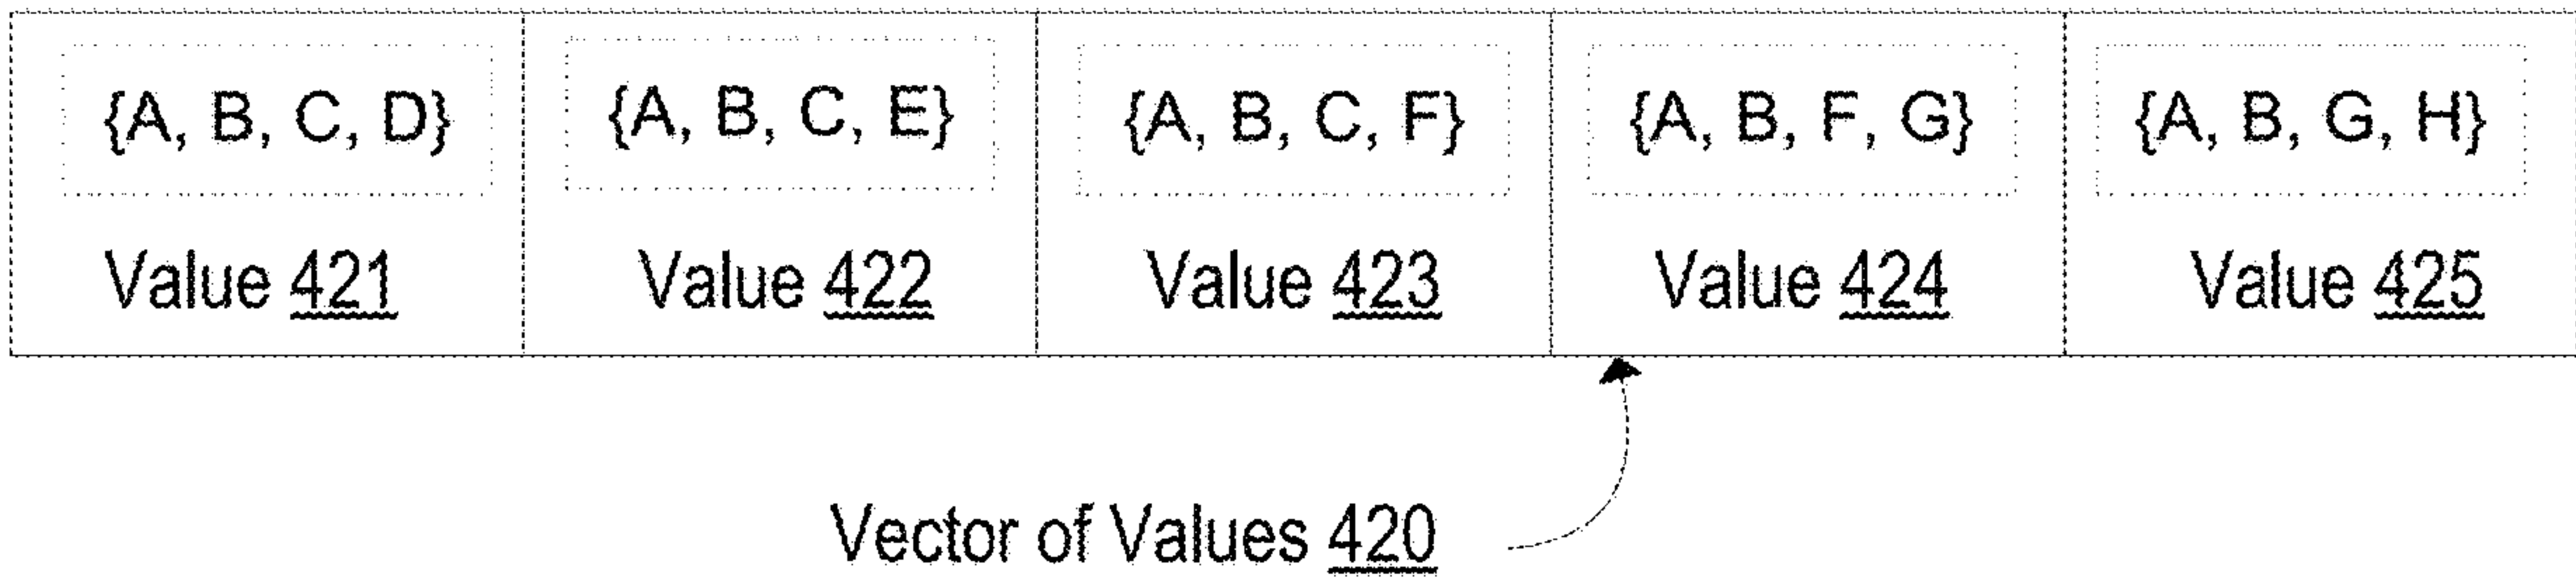 {A, B, C, D} {A, B, C, E} {A, B, C, F} {A, B, F, G} {A, B, G, H}
Value 421 Value 422 Value 423 Value 424 Value 425
Vector of Values 420